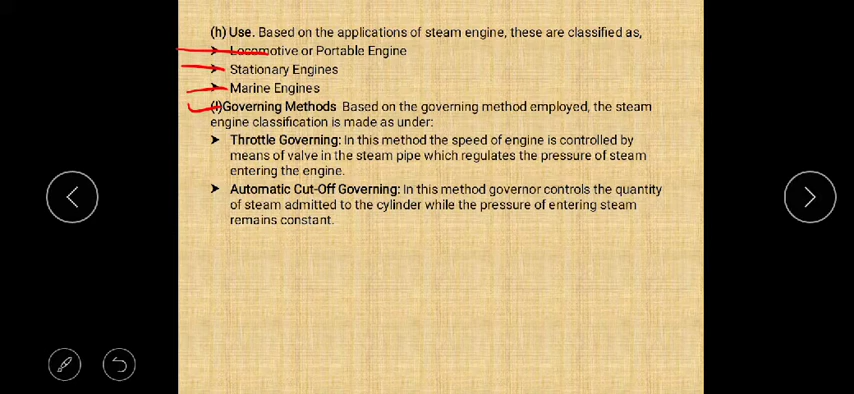 (h) Use. Based on the applications of steam engine, these are classified as,
➤ Locomotive or Portable Engine
➤ Stationary Engines
➤ Marine Engines
(I)Governing Methods Based on the governing method employed, the steam
engine classification is made as under:
➤ Throttle Governing: In this method the speed of engine is controlled by
means of valve in the steam pipe which regulates the pressure of steam
entering the engine.
➤ Automatic Cut-Off Governing: In this method governor controls the quantity
of steam admitted to the cylinder while the pressure of entering steam
remains constant.